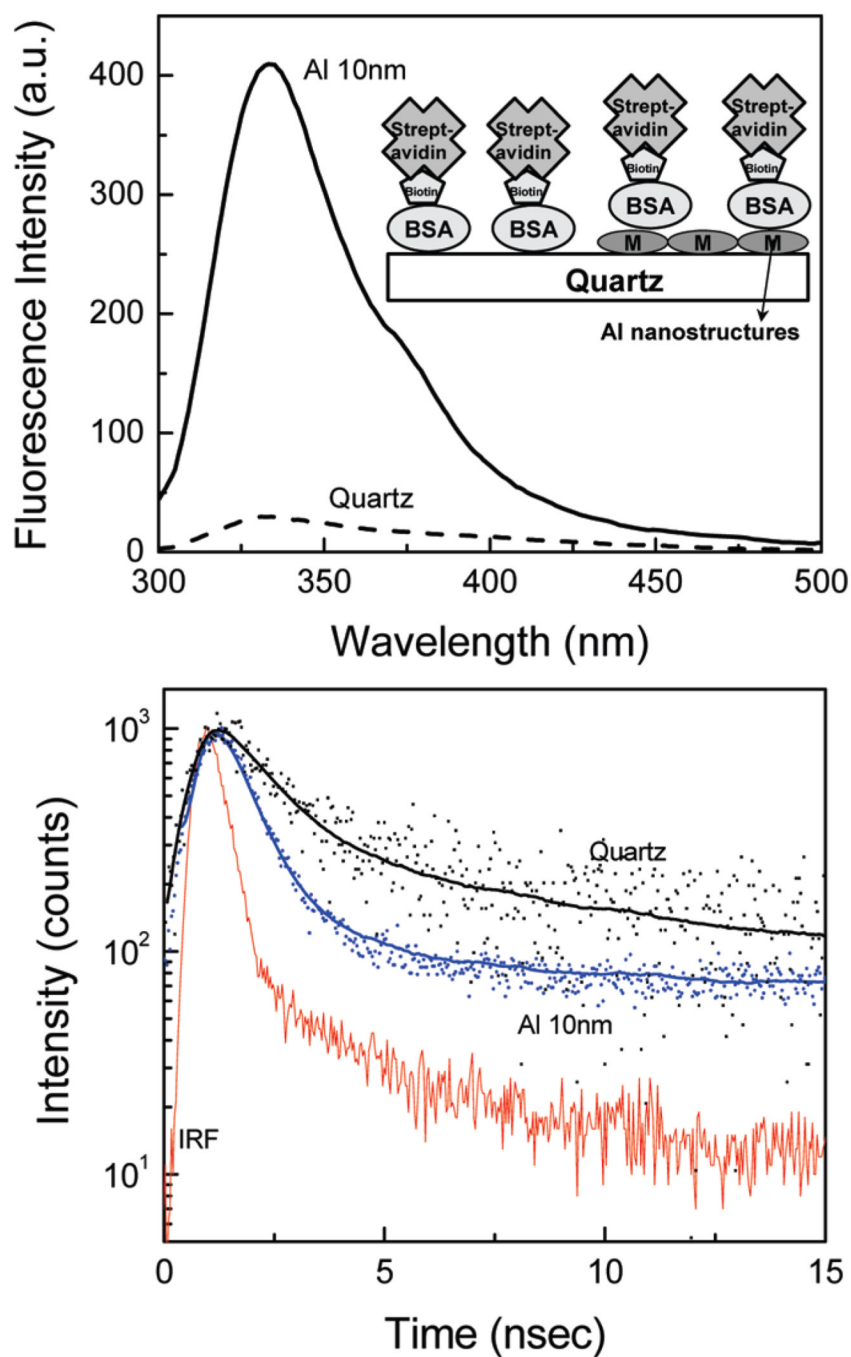 Fluorescence Intensity (a.u.)
400
300
200
100
0
Al 10nm
Quartz
Strept-
avidin
Biotin
BSA
Strept-
avidin
Biotin
BSA
Strept-
avidin
Biotin
BSA
Strept-
avidin
Biotin
BSA
M
M
M
Quartz
Al nanostructures
300
350
400
450
500
Wavelength (nm)
Intensity (counts)
10³
10²
10¹
Quartz
Al 10nm
IRF
0
5
10
15
Time (nsec)